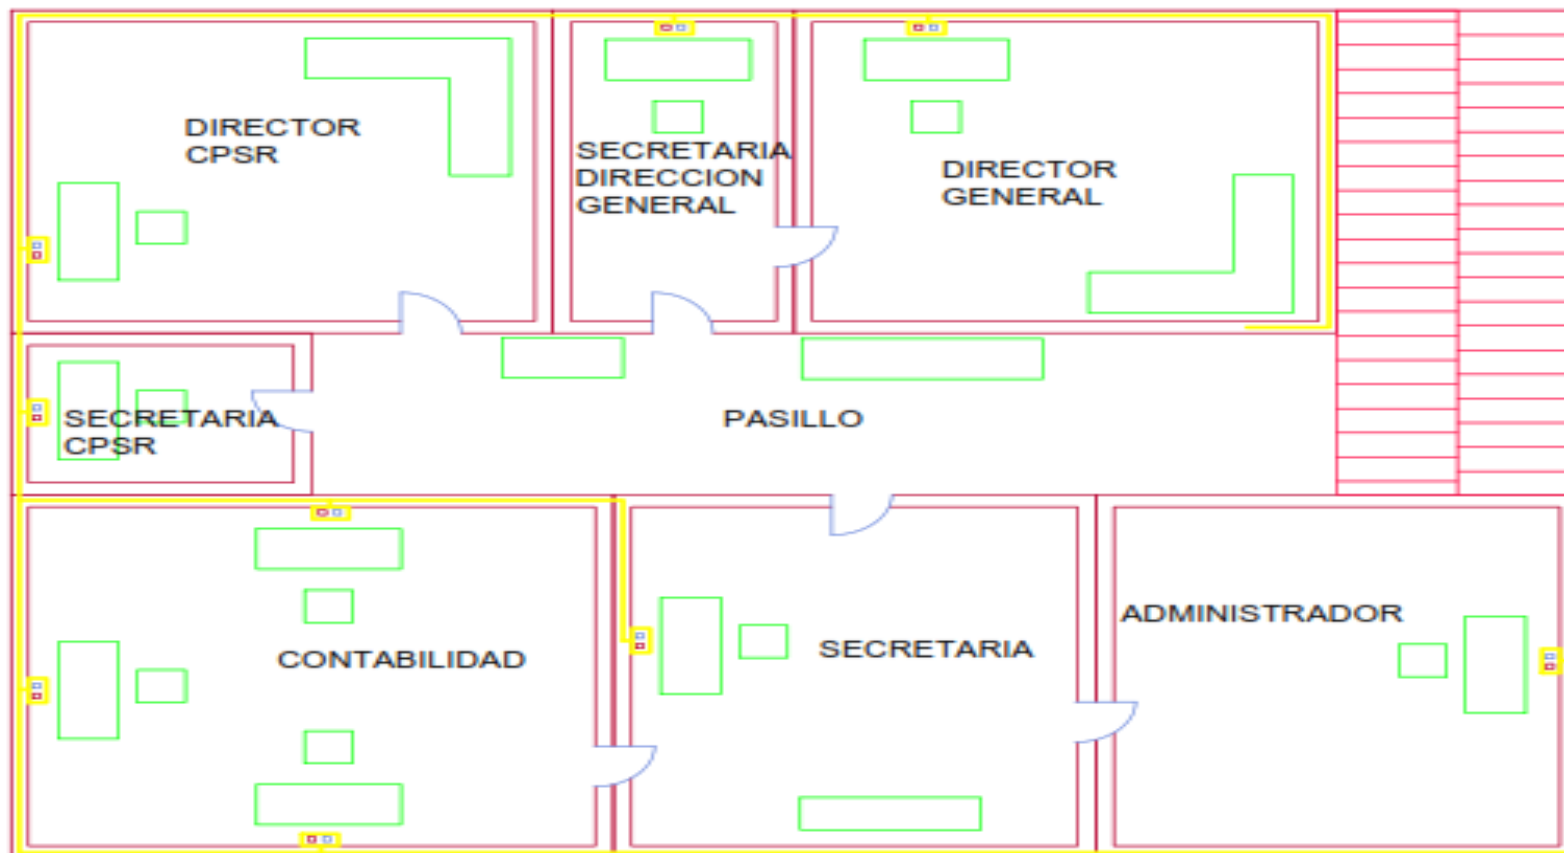 DIRECTOR
CPSR
SECRETARIA
DIRECCION
GENERAL
DIRECTOR
GENERAL
SECRETARIA
CPSR
PASILLO
CONTABILIDAD
SECRETARIA
ADMINISTRADOR